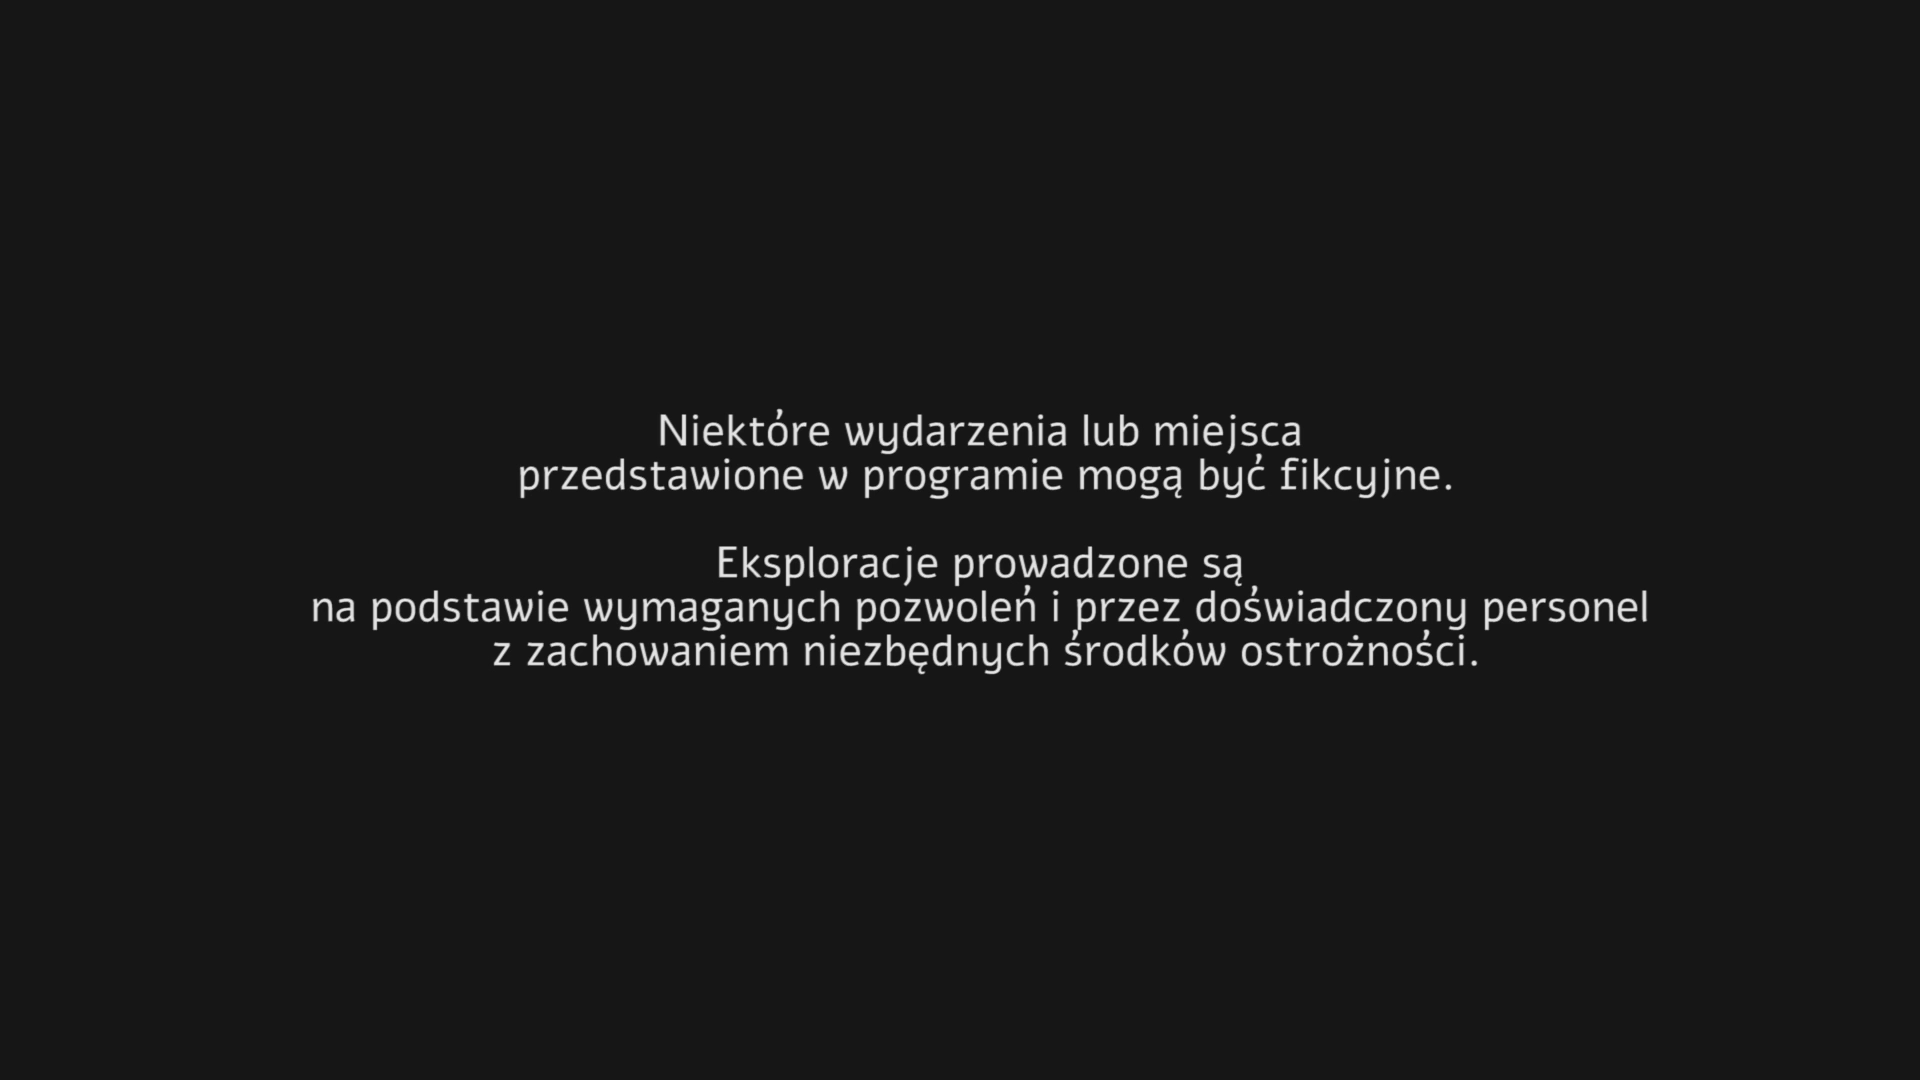 Niektóre wydarzenia lub miejsca
przedstawione w programie mogą być fikcyjne.
Eksploracje prowadzone są
na podstawie wymaganych pozwoleń i przez doświadczony personel
z zachowaniem niezbędnych środków ostrożności.